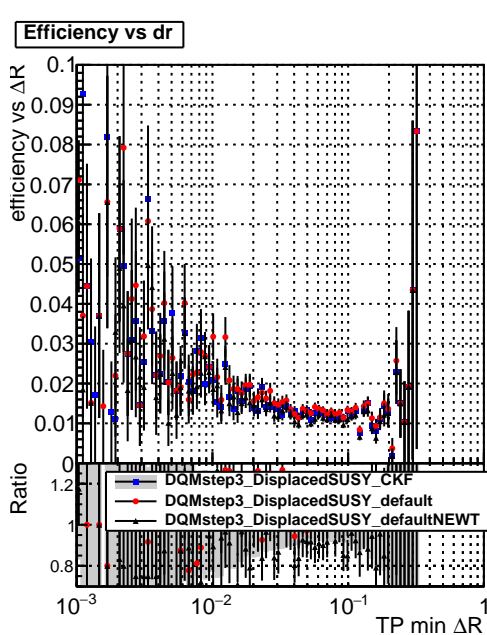 Efficiency vs dr
efficiency vs ΔR
0.1
0.09
0.08
0.07
0.06
0.05
0.04
0.03
0.02
0.01
0
Ratio
1.2
1
0.8
DQMstep3_DisplacedSUSY_CKF
DQMstep3_DisplacedSUSY_default
DQMstep3_DisplacedSUSY_defaultNEWT
10⁻³ 10⁻² 10⁻¹ 1
TP min ΔR